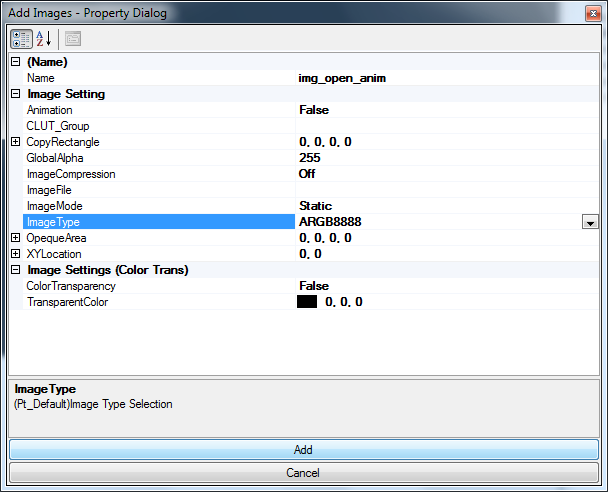 Add Images - Property Dialog
A
Z
(Name)
Name img_open_anim
Image Setting
Animation False
CLUT_Group
CopyRectangle 0, 0, 0, 0
GlobalAlpha 255
ImageCompression Off
ImageFile
ImageMode Static
ImageType ARGB8888
OpequeArea 0, 0, 0, 0
XYLocation 0, 0
Image Settings (Color Trans)
ColorTransparency False
TransparentColor 0, 0, 0
ImageType
(Pt_Default)Image Type Selection
Add
Cancel